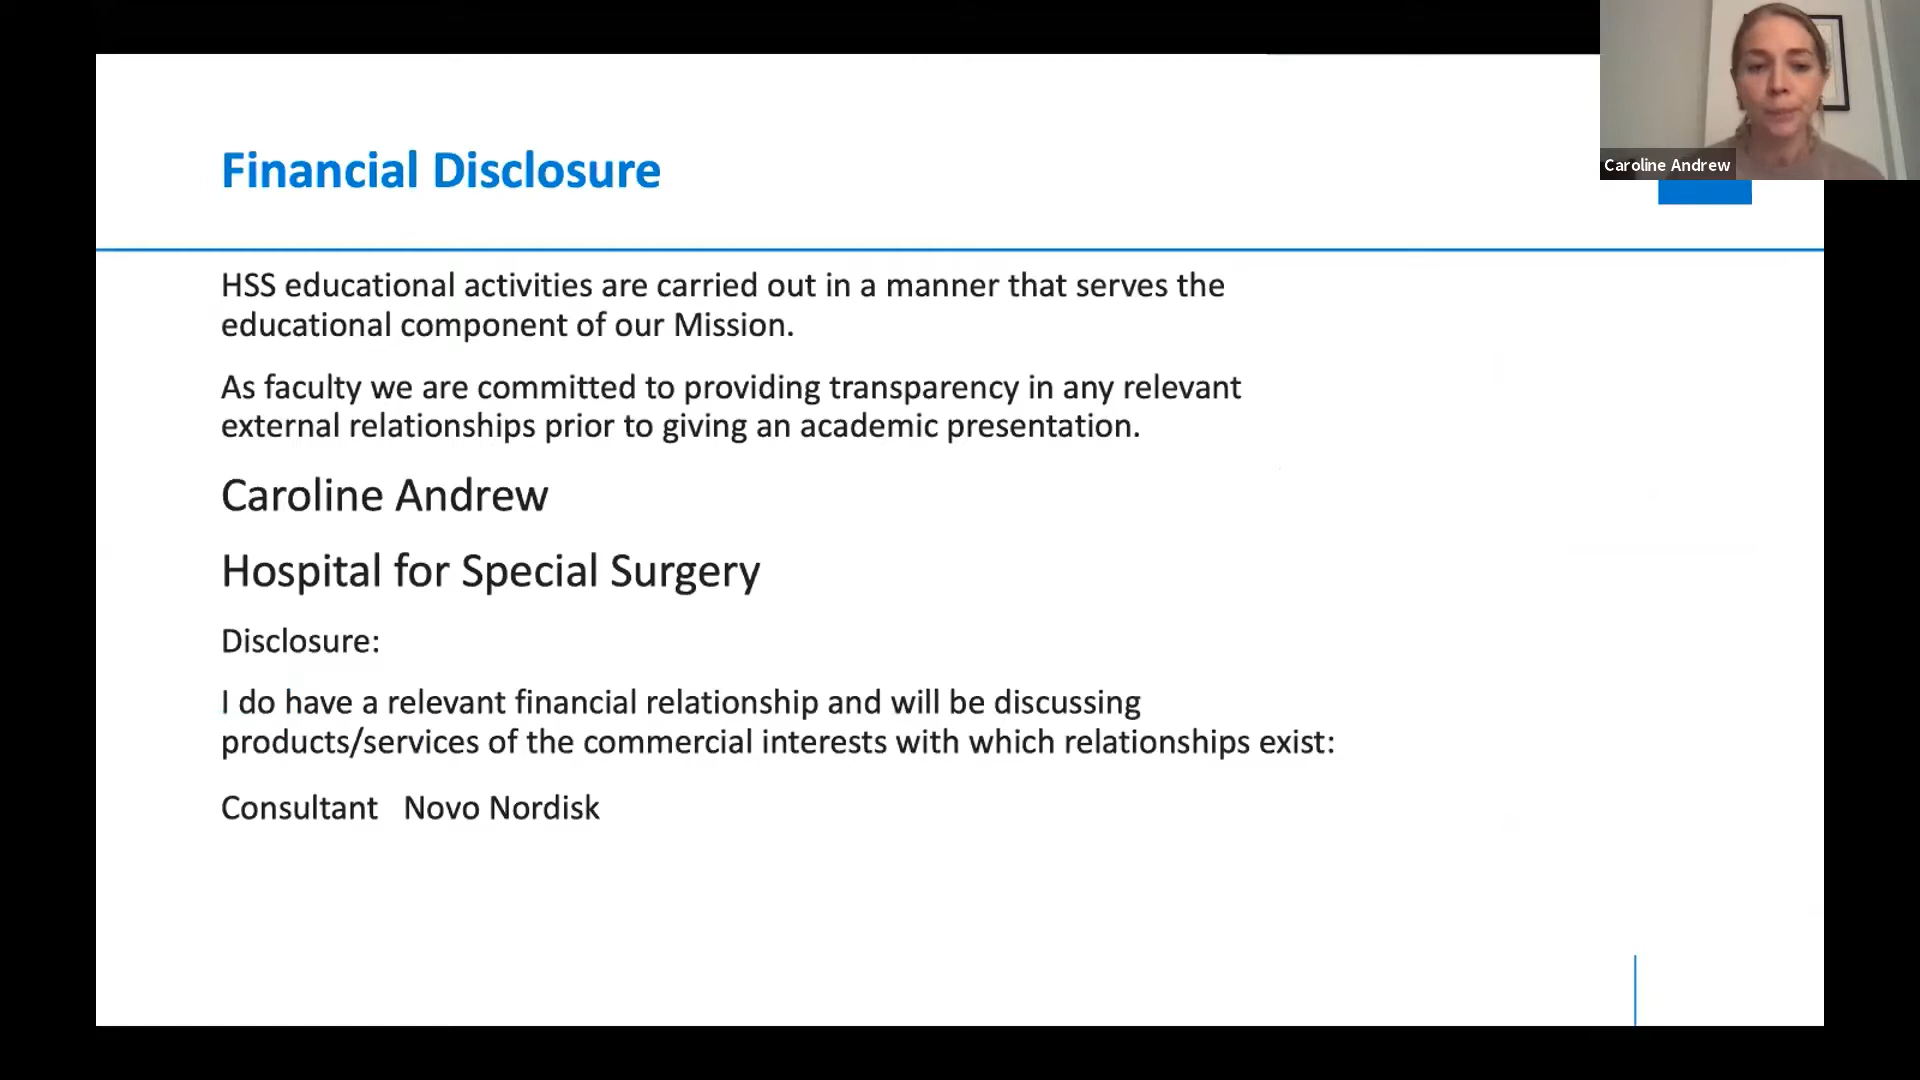 Financial Disclosure
Caroline Andrew
HSS educational activities are carried out in a manner that serves the
educational component of our Mission.
As faculty we are committed to providing transparency in any relevant
external relationships prior to giving an academic presentation.
Caroline Andrew
Hospital for Special Surgery
Disclosure:
I do have a relevant financial relationship and will be discussing
products/services of the commercial interests with which relationships exist:
Consultant   Novo Nordisk